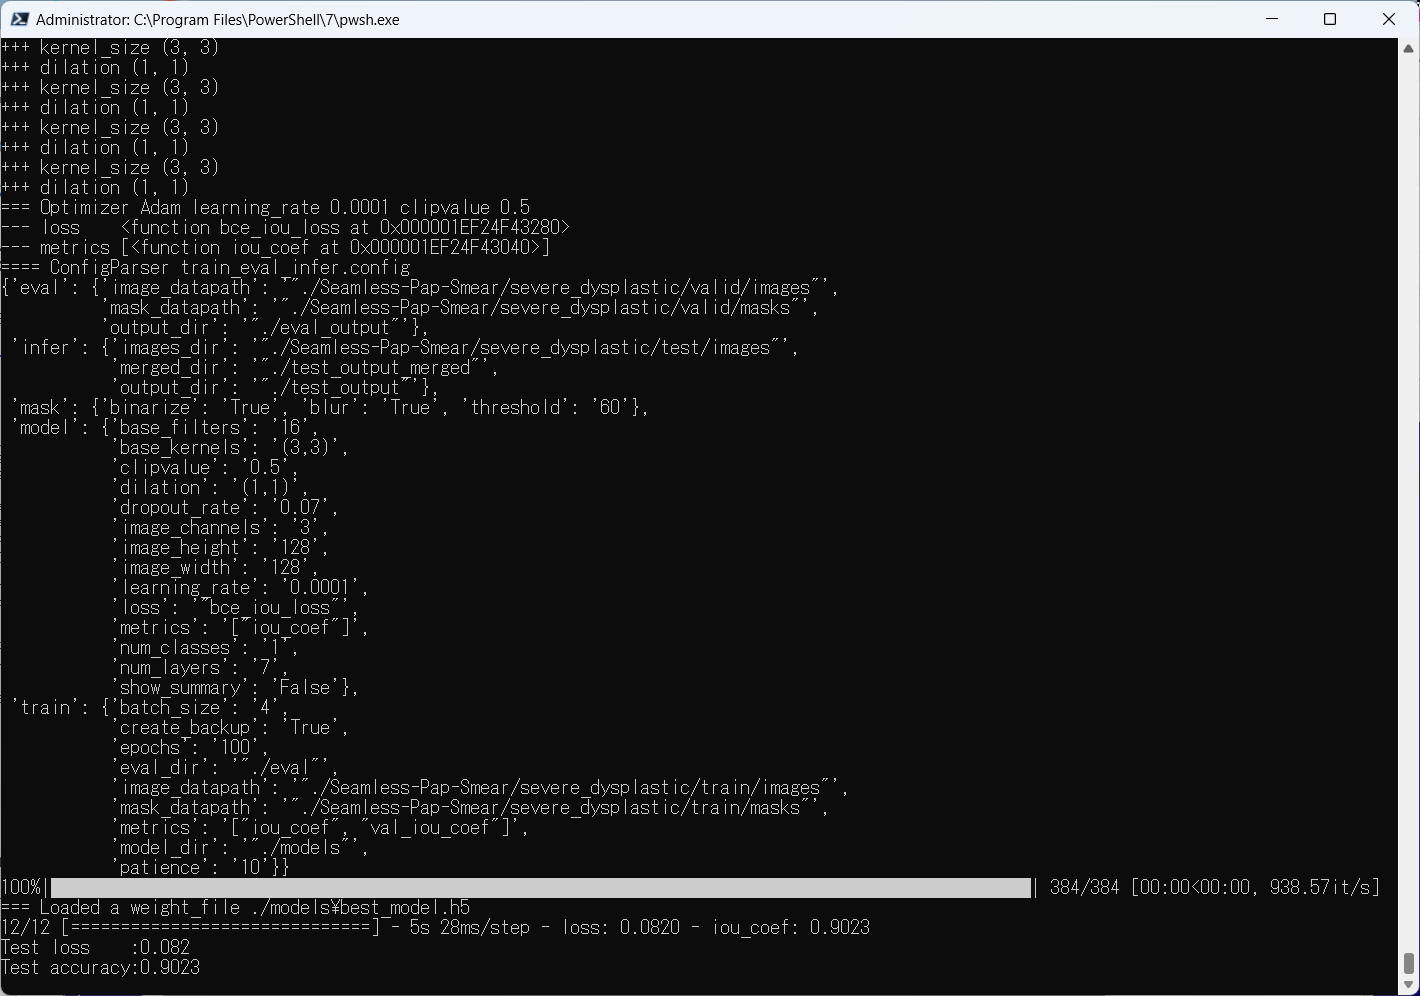 Administrator: C:\Program Files\PowerShell\7\pwsh.exe
+++ kernel_size (3, 3)
+++ dilation (1, 1)
+++ kernel_size (3, 3)
+++ dilation (1, 1)
+++ kernel_size (3, 3)
+++ dilation (1, 1)
+++ kernel_size (3, 3)
+++ dilation (1, 1)
=== Optimizer Adam learning_rate 0.0001 clipvalue 0.5
--- loss    <function bce_iou_loss at 0x000001EF24F43280>
--- metrics [<function iou_coef at 0x000001EF24F43040>]
==== ConfigParser train_eval_infer.config
{'eval': {'image_datapath': '"./Seamless-Pap-Smear/severe_dysplastic/valid/images"',
          'mask_datapath': '"./Seamless-Pap-Smear/severe_dysplastic/valid/masks"',
          'output_dir': '"./eval_output"'},
 'infer': {'images_dir': '"./Seamless-Pap-Smear/severe_dysplastic/test/images"',
           'merged_dir': '"./test_output_merged"',
           'output_dir': '"./test_output"'},
 'mask': {'binarize': 'True', 'blur': 'True', 'threshold': '60'},
 'model': {'base_filters': '16',
           'base_kernels': '(3,3)',
           'clipvalue': '0.5',
           'dilation': '(1,1)',
           'dropout_rate': '0.07',
           'image_channels': '3',
           'image_height': '128',
           'image_width': '128',
           'learning_rate': '0.0001',
           'loss': '"bce_iou_loss"',
           'metrics': '["iou_coef"]',
           'num_classes': '1',
           'num_layers': '7',
           'show_summary': 'False'},
 'train': {'batch_size': '4',
           'create_backup': 'True',
           'epochs': '100',
           'eval_dir': '"./eval"',
           'image_datapath': '"./Seamless-Pap-Smear/severe_dysplastic/train/images"',
           'mask_datapath': '"./Seamless-Pap-Smear/severe_dysplastic/train/masks"',
           'metrics': '["iou_coef", "val_iou_coef"]',
           'model_dir': '"./models"',
           'patience': '10'}}
100%| | 384/384 [00:00<00:00, 938.57it/s]
=== Loaded a weight_file ./models¥best_model.h5
12/12 [==============================] - 5s 28ms/step - loss: 0.0820 - iou_coef: 0.9023
Test loss    :0.082
Test accuracy:0.9023